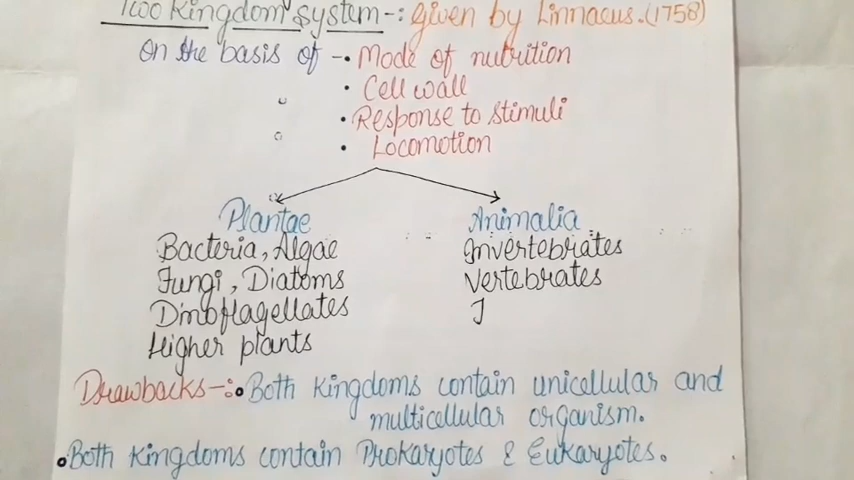 Two Kingdom System-: given by Linnaeus.(1758)
On the basis of -• Mode of nutrition
• Cell wall
• Response to stimuli
• Locomotion
Plantae Animalia
Bacteria, Algae Invertebrates
Fungi, Diatoms Vertebrates
Dinoflagellates I
Higher plants
Drawbacks-:• Both Kingdoms contain unicellular and
multicellular organism.
• Both Kingdoms contain Prokaryotes & Eukaryotes.